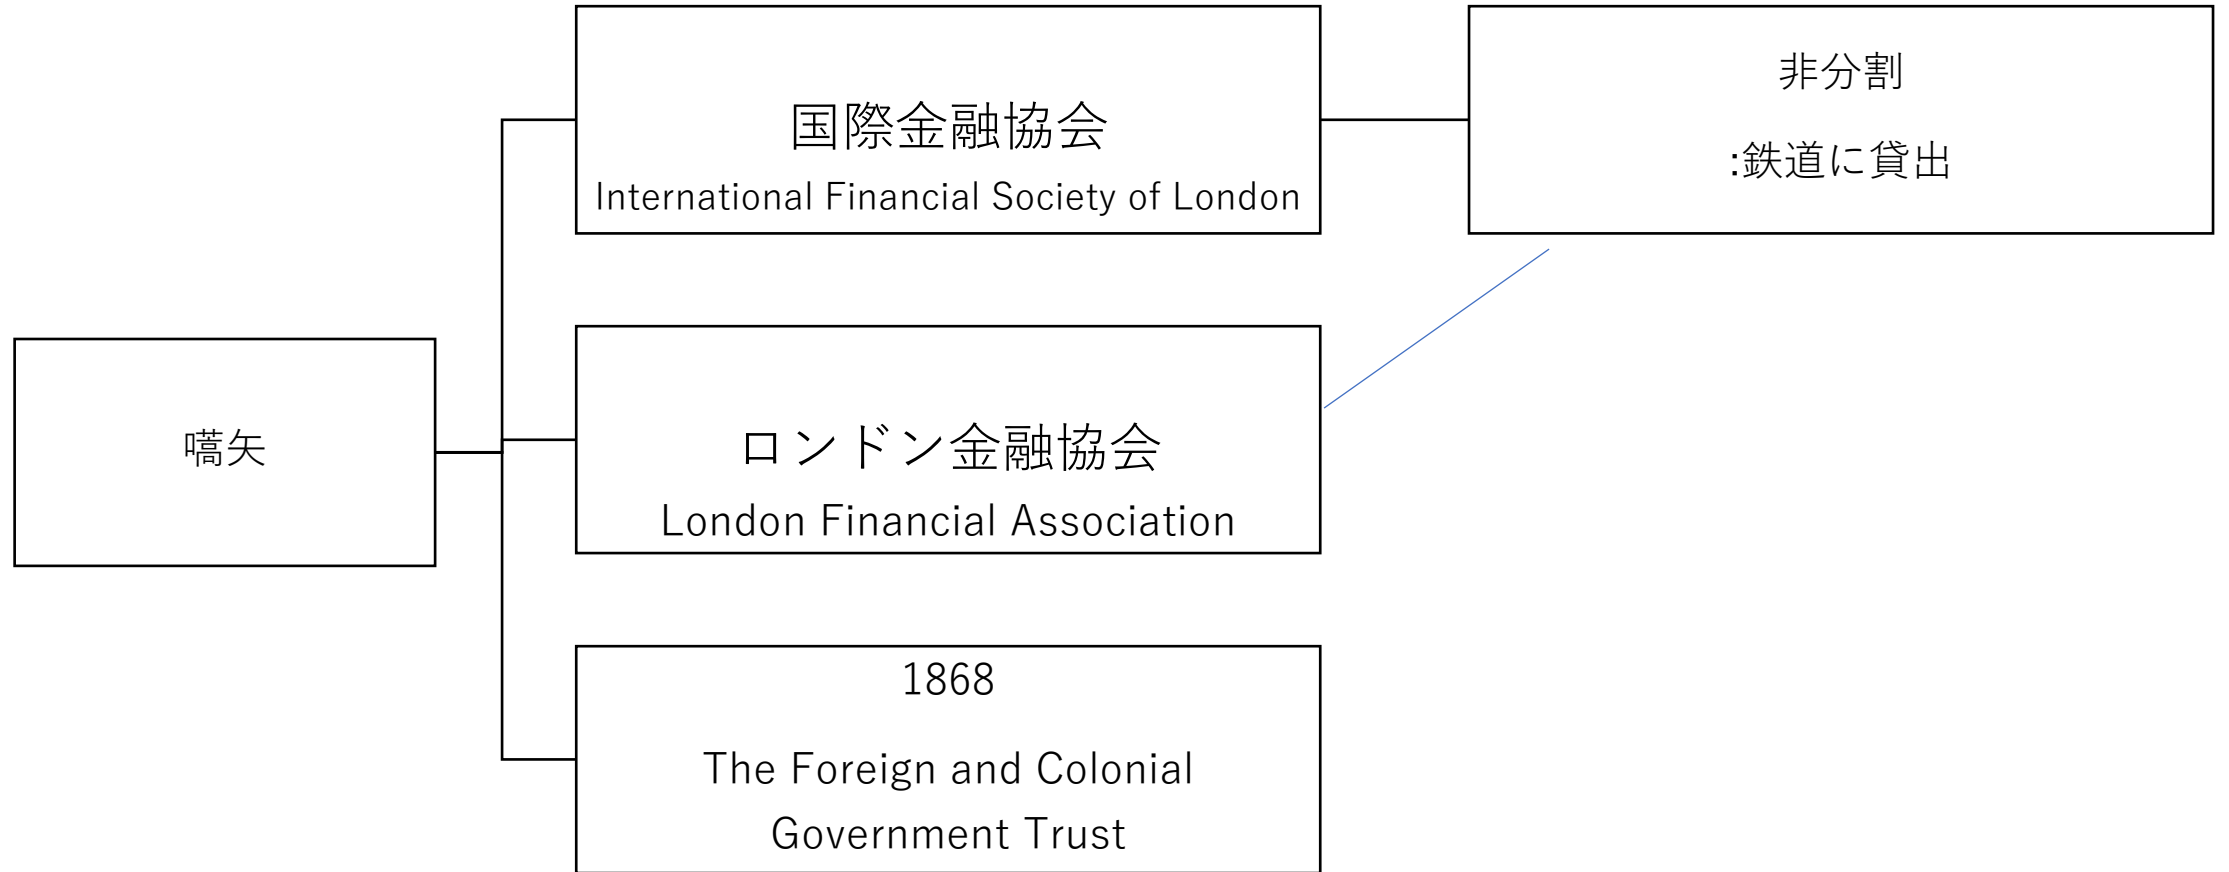 国際金融協会
International Financial Society of London
非分割
:鉄道に貸出
嚆矢
ロンドン金融協会
London Financial Association
1868
The Foreign and Colonial
Government Trust